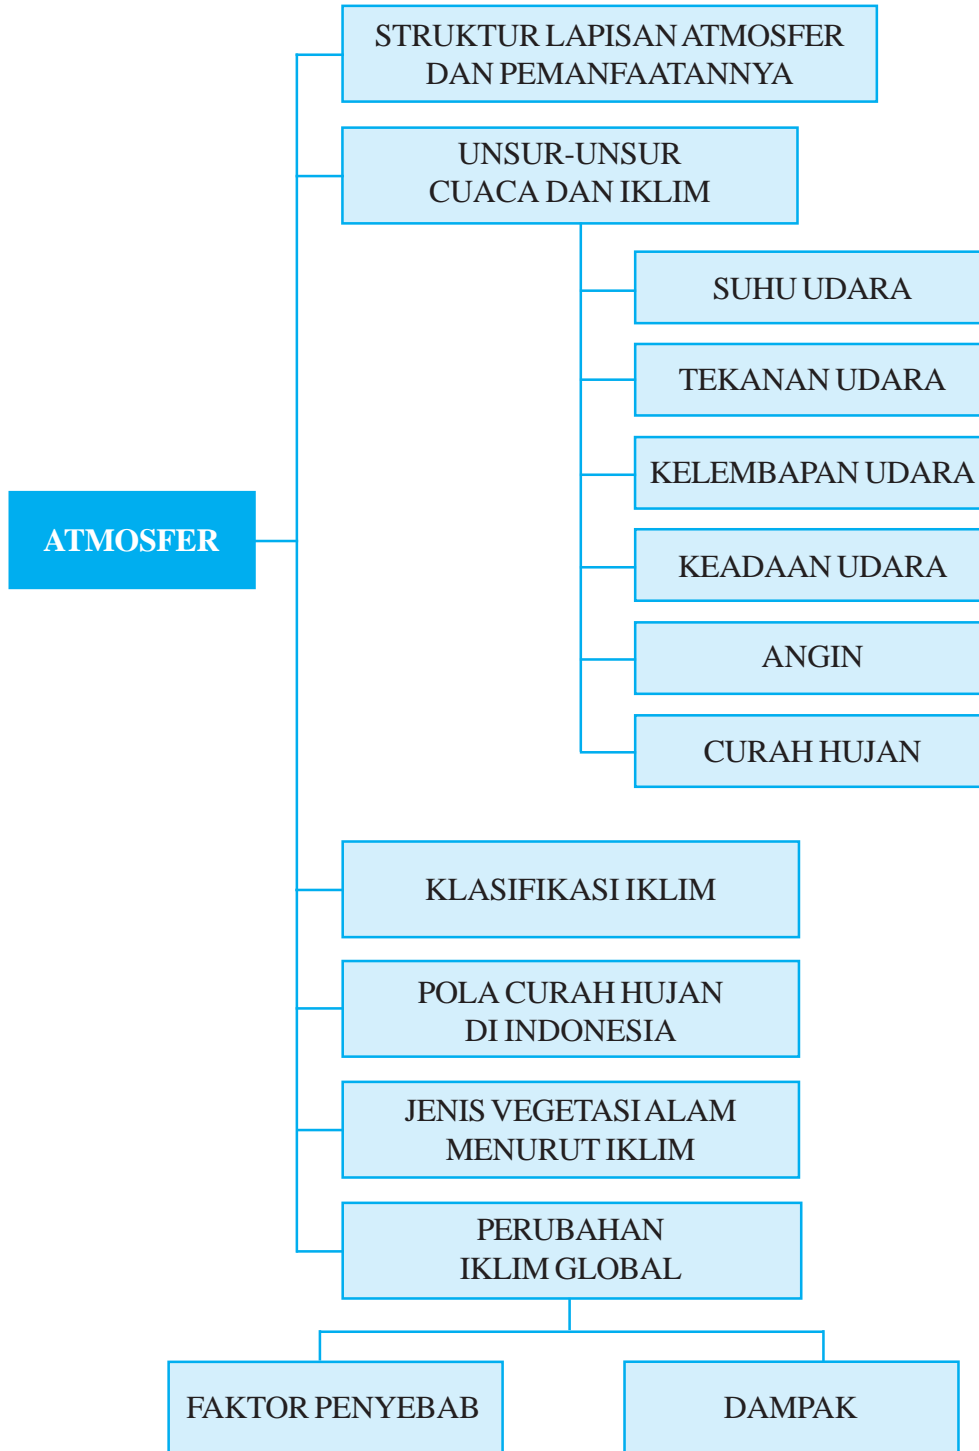 STRUKTUR LAPISAN ATMOSFER
DAN PEMANFAATANNYA
UNSUR-UNSUR
CUACA DAN IKLIM
SUHU UDARA
TEKANAN UDARA
KELEMBAPAN UDARA
KEADAAN UDARA
ANGIN
CURAH HUJAN
ATMOSFER
KLASIFIKASI IKLIM
POLA CURAH HUJAN
DI INDONESIA
JENIS VEGETASI ALAM
MENURUT IKLIM
PERUBAHAN
IKLIM GLOBAL
FAKTOR PENYEBAB
DAMPAK